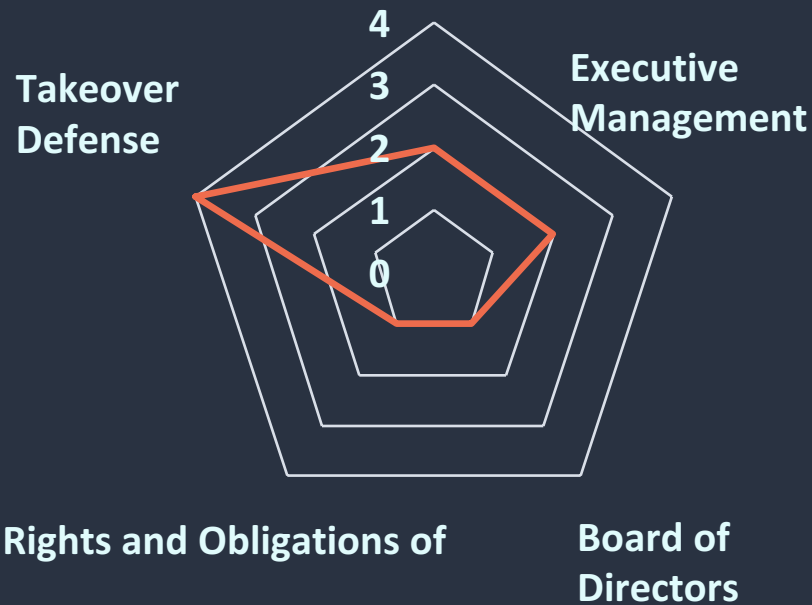 4
Executive
Management
Takeover
Defense
3
2
1
0
Rights and Obligations of
Board of
Directors